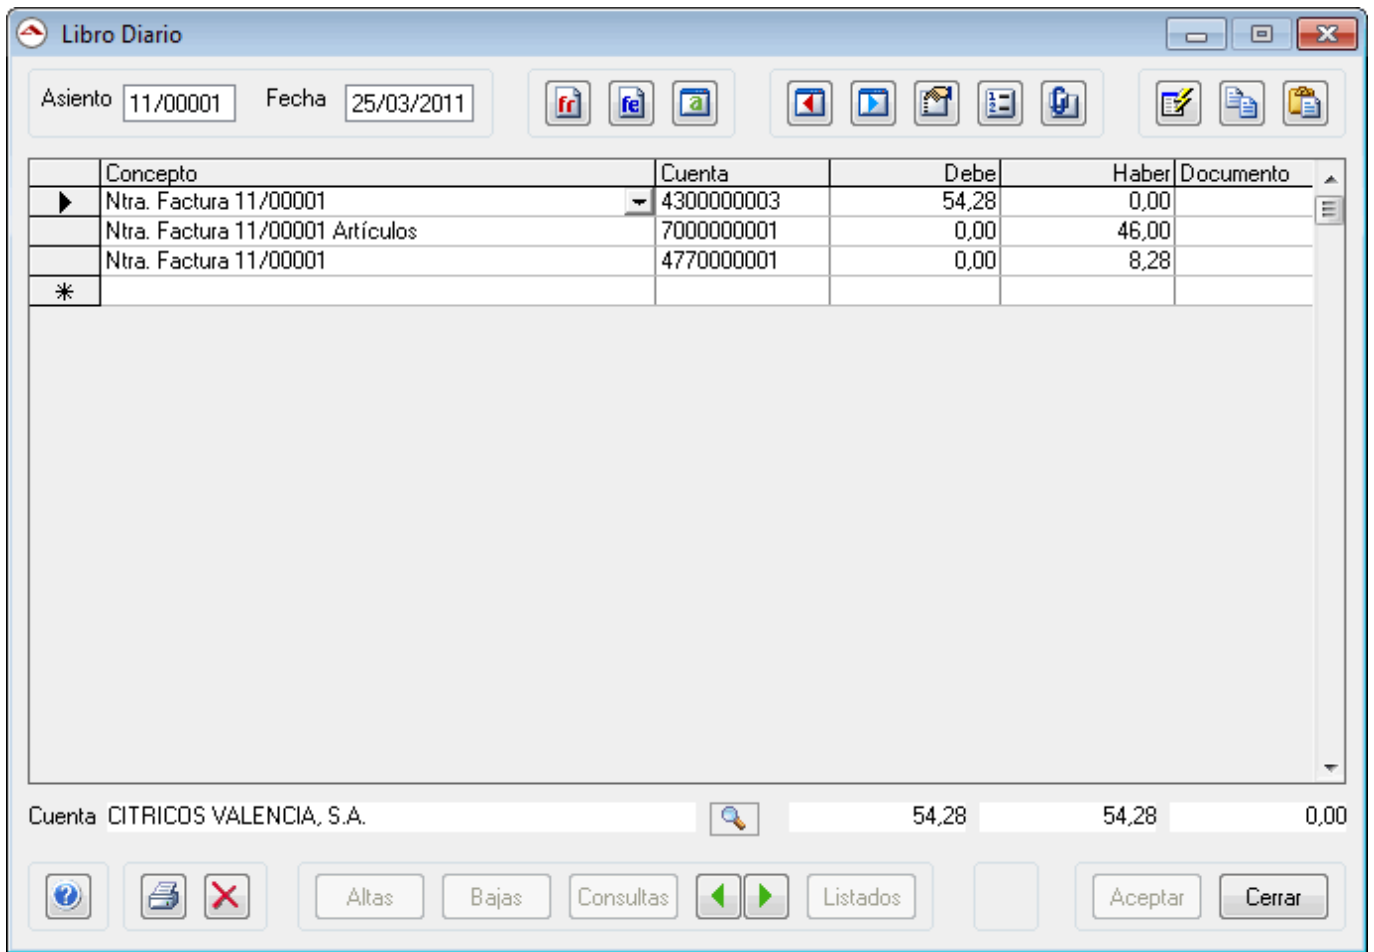 Libro Diario
Asiento 11/00001 Fecha 25/03/2011 fr fe a
Concepto Cuenta Debe Haber Documento
Ntra. Factura 11/00001 4300000003 54,28 0,00
Ntra. Factura 11/00001 Artículos 7000000001 0,00 46,00
Ntra. Factura 11/00001 4770000001 0,00 8,28
Cuenta CITRICOS VALENCIA, S.A. 54,28 54,28 0,00
Altas Bajas Consultas Listados Aceptar Cerrar